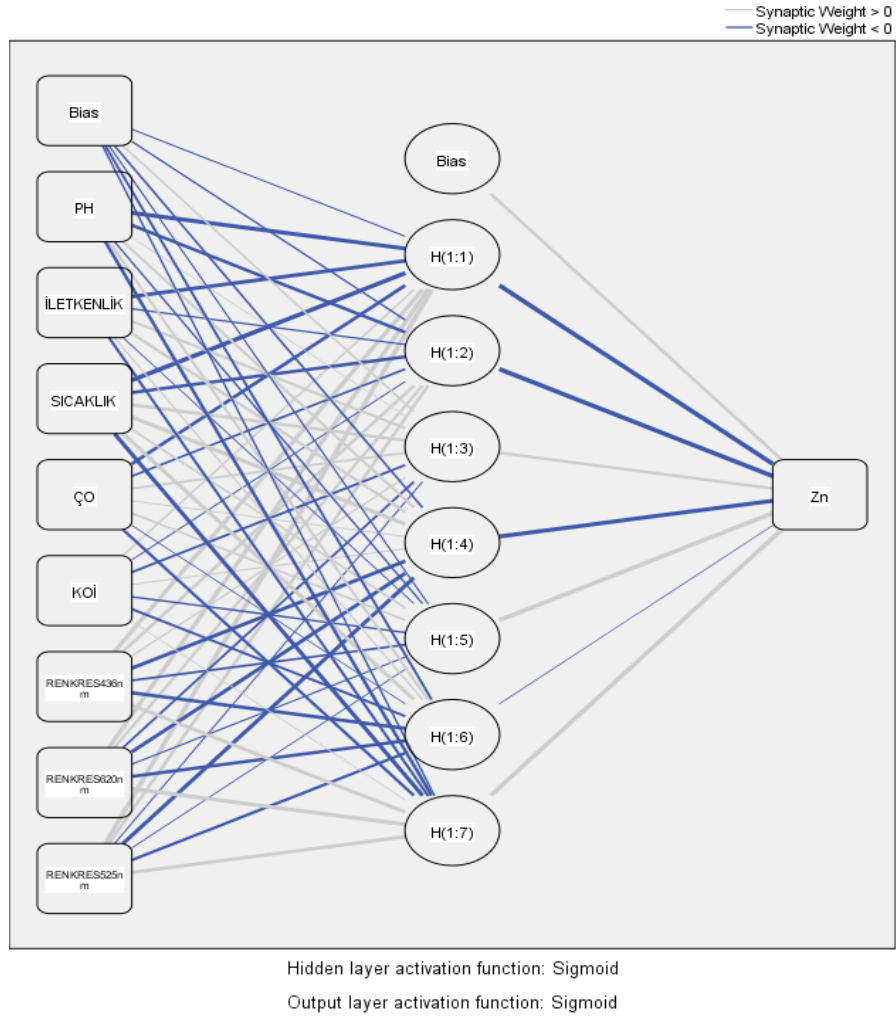 Synaptic Weight > 0
Synaptic Weight < 0
Bias
PH
İLETKENLİK
SICAKLIK
ÇO
KOİ
RENKRES436n
m
RENKRES620n
m
RENKRES525n
m
Bias
H(1:1)
H(1:2)
H(1:3)
H(1:4)
H(1:5)
H(1:6)
H(1:7)
Zn
Hidden layer activation function: Sigmoid
Output layer activation function: Sigmoid